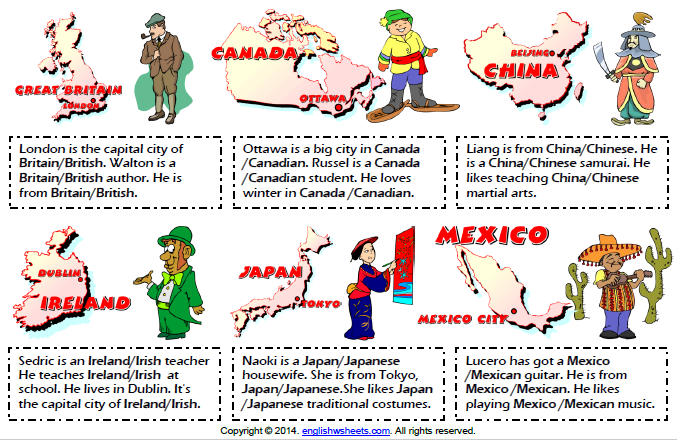 GREAT BRITAIN
LONDON
CANADA
OTTAWA
BEIJING
CHINA
London is the capital city of
Britain/British. Walton is a
Britain/British author. He is
from Britain/British.
Ottawa is a big city in Canada
/Canadian. Russel is a Canada
/Canadian student. He loves
winter in Canada /Canadian.
Liang is from China/Chinese. He
is a China/Chinese samurai. He
likes teaching China/Chinese
martial arts.
DUBLIN
IRELAND
JAPAN
TOKYO
MEXICO
MEXICO CITY
Sedric is an Ireland/Irish teacher
He teaches Ireland/Irish at
school. He lives in Dublin. It's
the capital city of Ireland/Irish.
Naoki is a Japan/Japanese
housewife. She is from Tokyo,
Japan/Japanese.She likes Japan
/Japanese traditional costumes.
Lucero has got a Mexico
/Mexican guitar. He is from
Mexico /Mexican. He likes
playing Mexico /Mexican music.
Copyright © 2014. englishwsheets.com. All rights reserved.